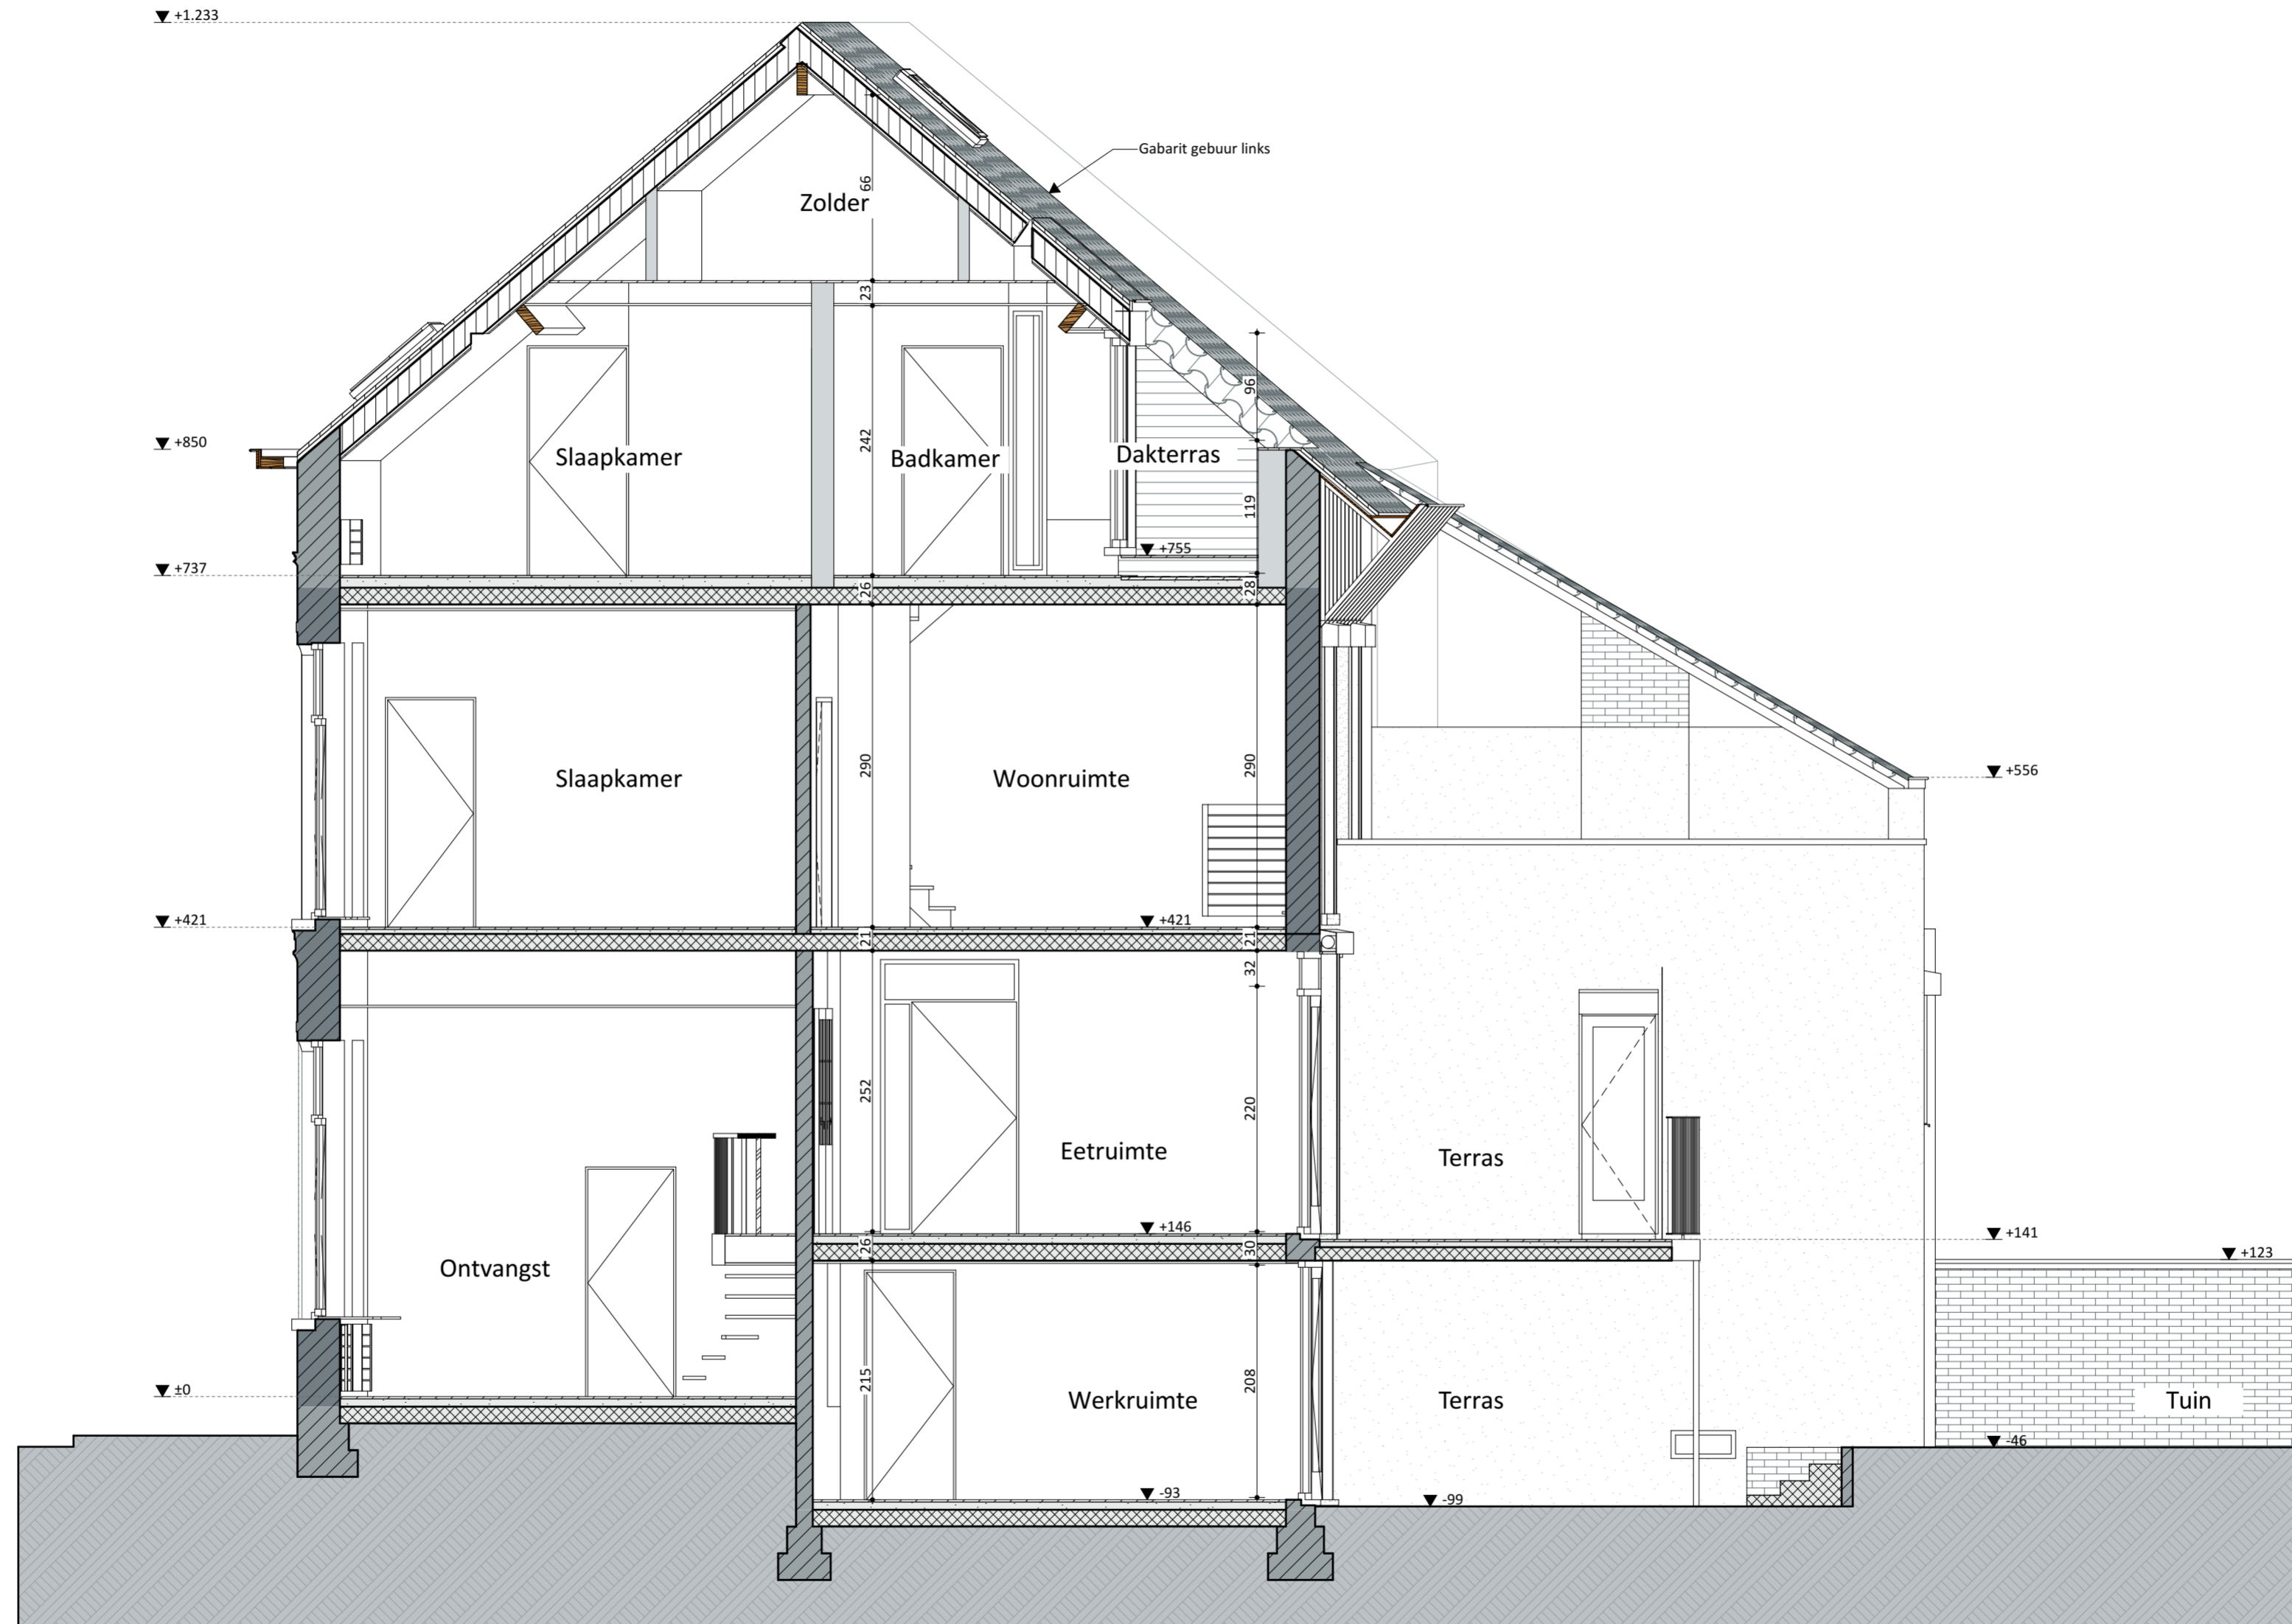 +1.233
Gabarit gebuur links
66
Zolder
23
96
+850
242
Slaapkamer
Badkamer
Dakterras
119
+755
+737
26
28
290
290
Slaapkamer
Woonruimte
+556
+421
+421
21
21
32
252
220
Eetruimte
Terras
+146
+141
26
30
+123
Ontvangst
215
208
±0
Werkruimte
Terras
Tuin
-46
-93
-99